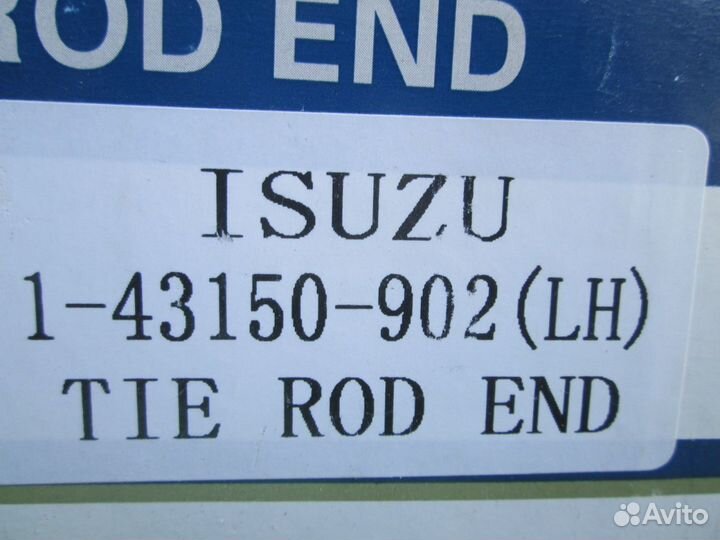 ROD END
ISUZU
1-43150-902(LH)
TIE ROD END
Avito